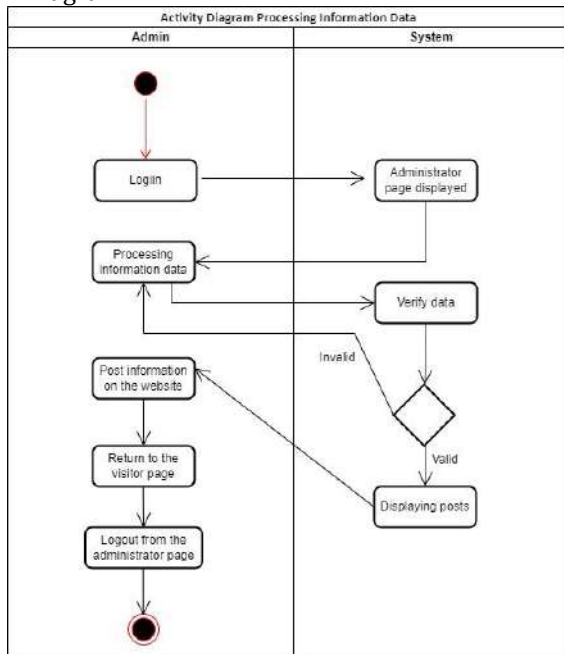 Activity Diagram Processing Information Data
Admin
System
Logiin
Administrator
page displayed
Processing
information data
Verify data
Invalid
Post information
on the website
Valid
Return to the
visitor page
Displaying posts
Logout from the
administrator page